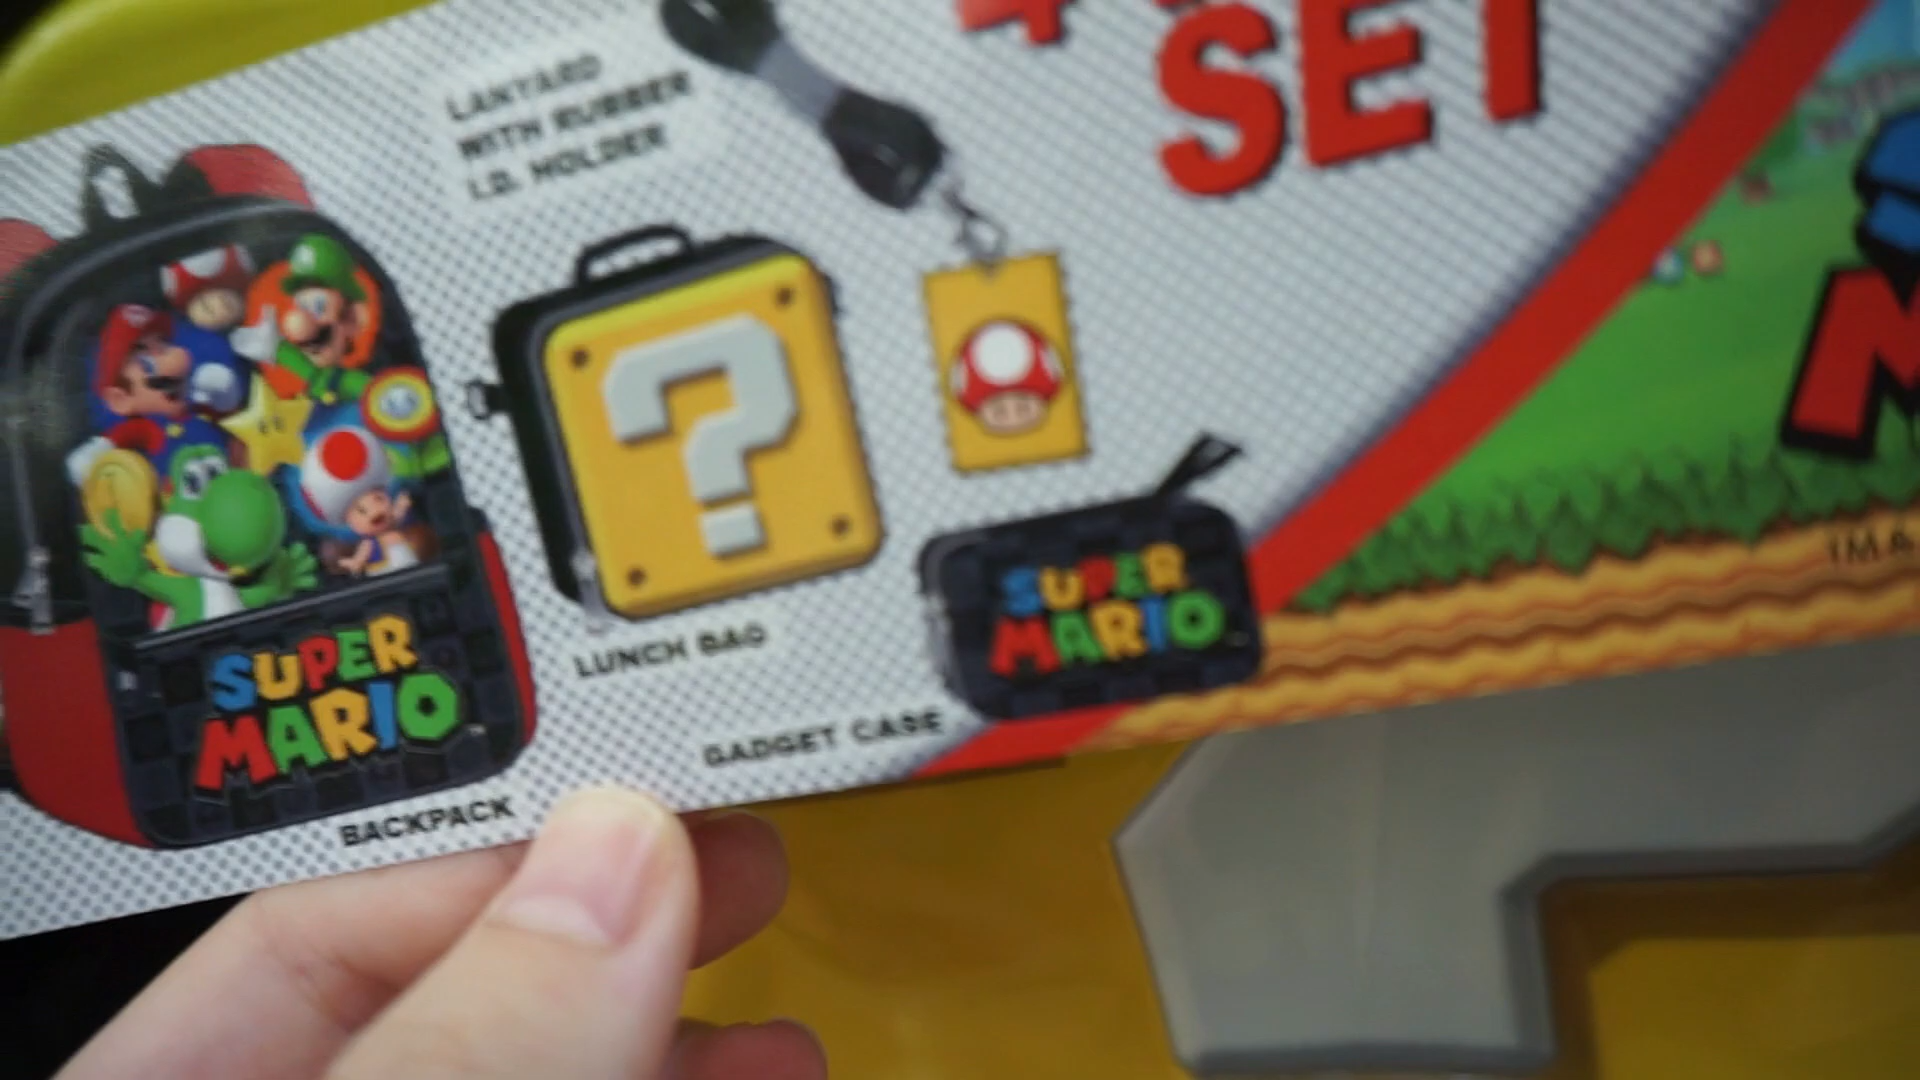 LANYARD
WITH RUBBER
I.D. HOLDER
SET
SUPER
MARIO
BACKPACK
LUNCH BAG
SUPER
MARIO
GADGET CASE